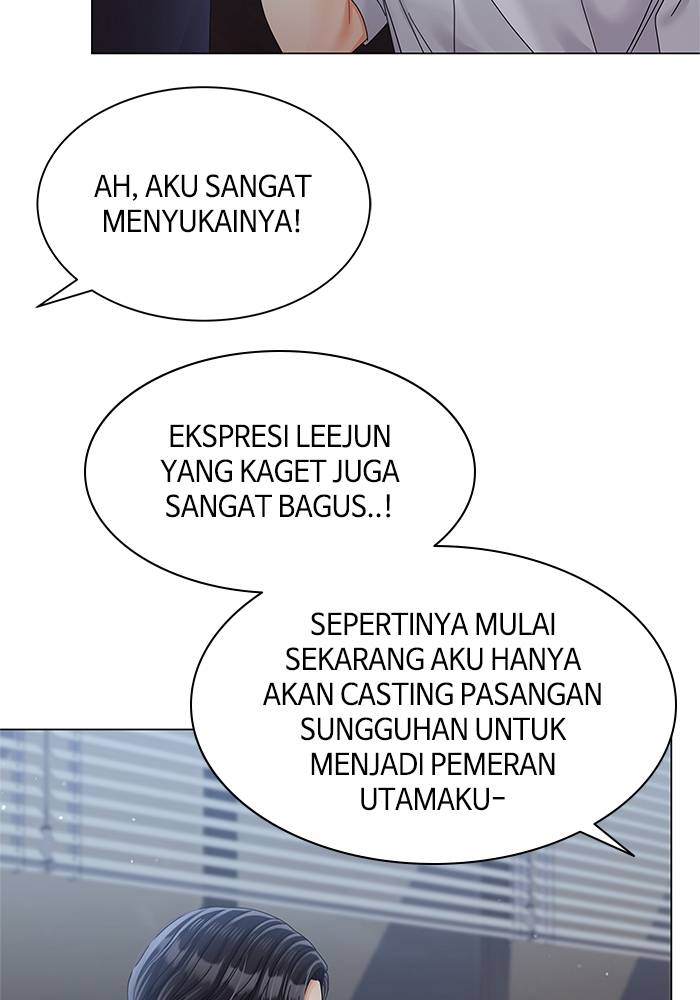 AH, AKU SANGAT
MENYUKAINYA!
EKSPRESI LEEJUN
YANG KAGET JUGA
SANGAT BAGUS..!
SEPERTINYA MULAI
SEKARANG AKU HANYA
AKAN CASTING PASANGAN
SUNGGUHAN UNTUK
MENJADI PEMERAN
UTAMAKU-